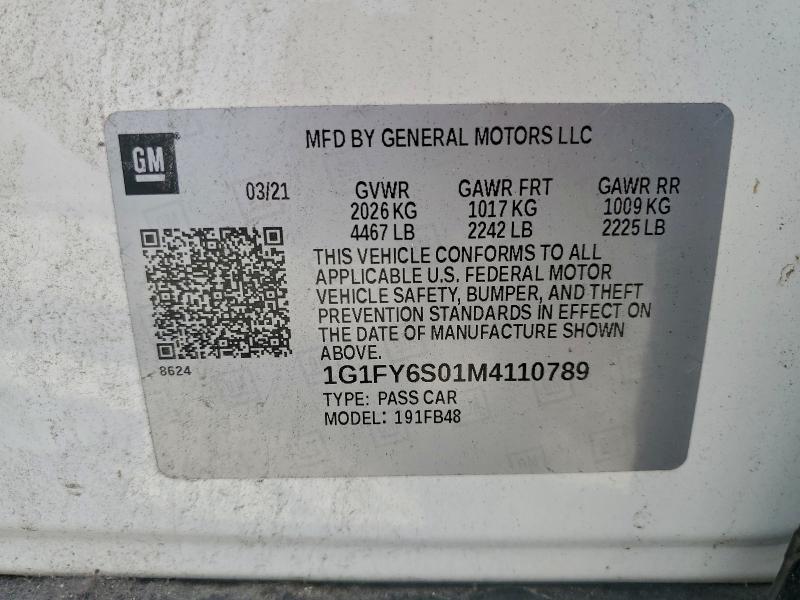 GM
MFD BY GENERAL MOTORS LLC
03/21 GVWR GAWR FRT GAWR RR
2026 KG 1017 KG 1009 KG
4467 LB 2242 LB 2225 LB
THIS VEHICLE CONFORMS TO ALL
APPLICABLE U.S. FEDERAL MOTOR
VEHICLE SAFETY, BUMPER, AND THEFT
PREVENTION STANDARDS IN EFFECT ON
THE DATE OF MANUFACTURE SHOWN
ABOVE.
8624
1G1FY6S01M4110789
TYPE: PASS CAR
MODEL: 191FB48